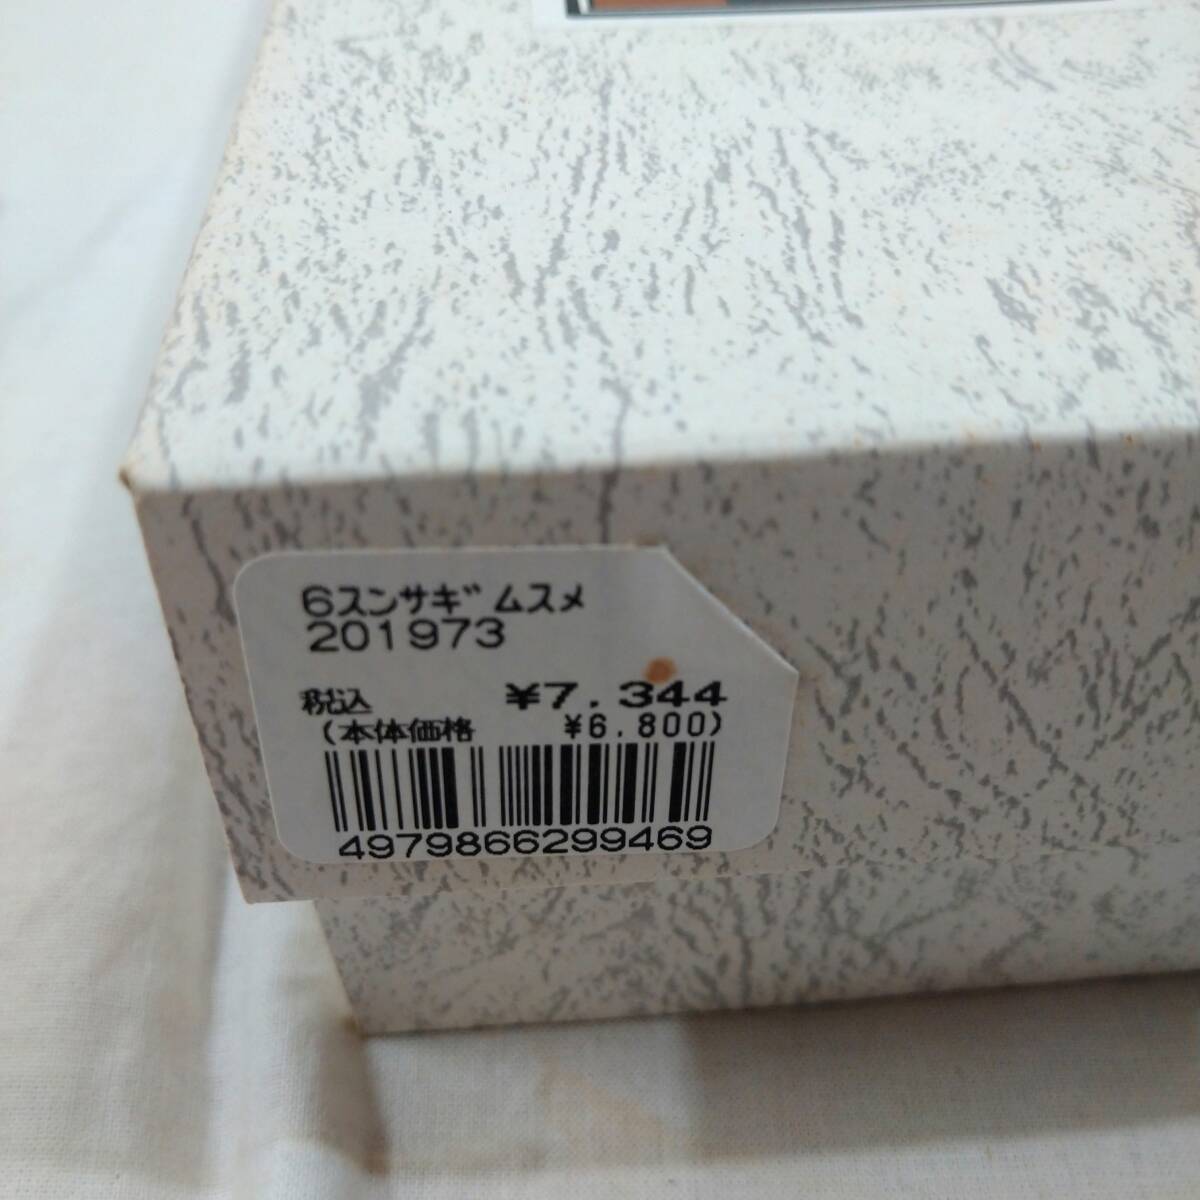 6スンサギムスメ
201973
税込 ¥7.344
(本体価格 ¥6.800)
4979866299469